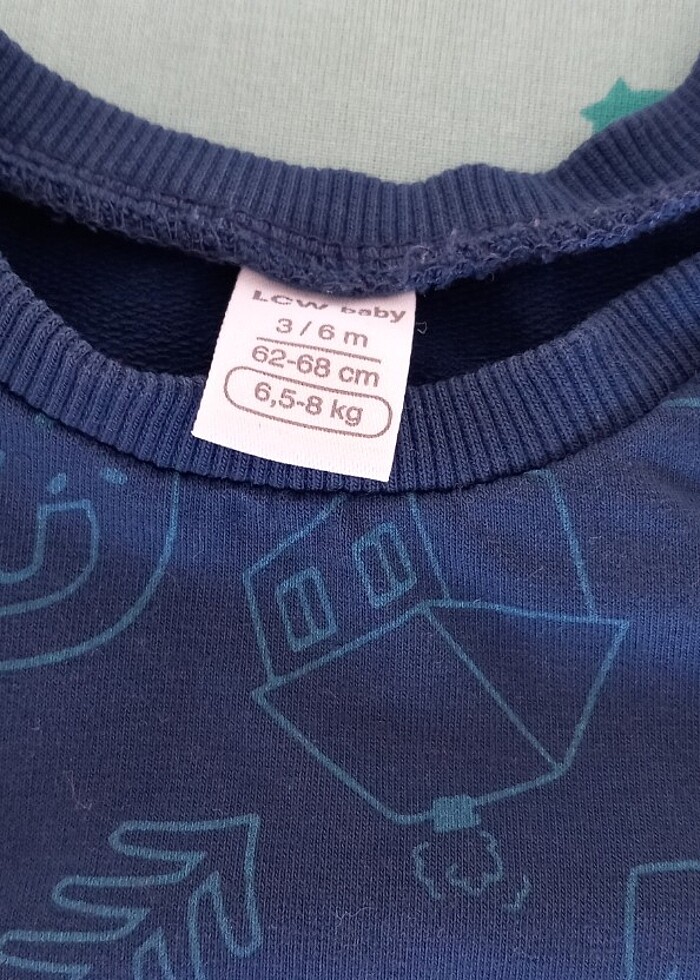 LCW baby
3 / 6 m
62-68 cm
6,5-8 kg